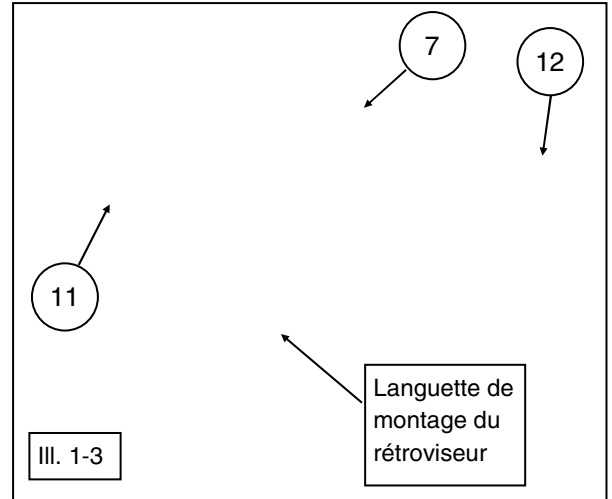 7
12
11
Languette de
montage du
rétroviseur
Ill. 1-3